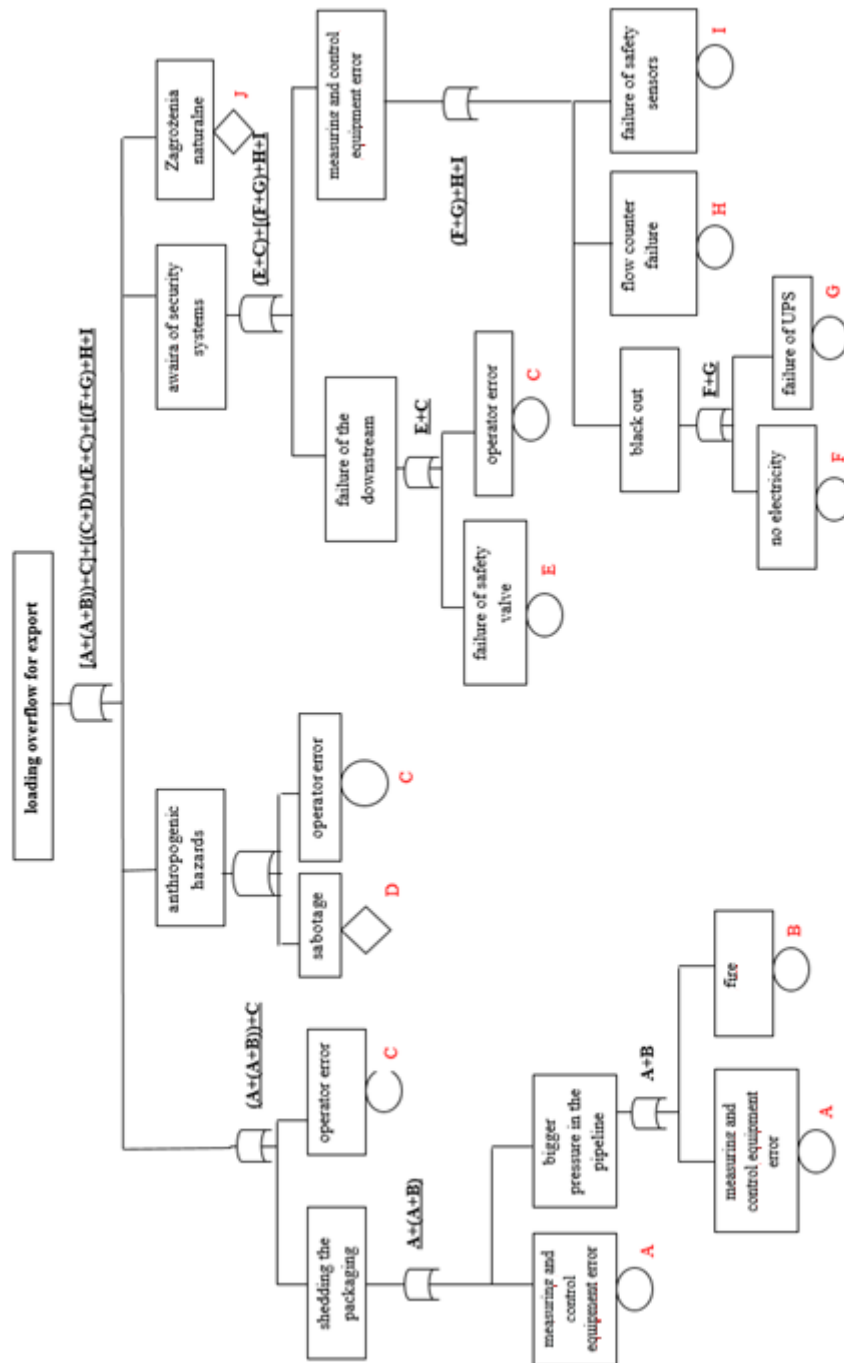 loading overflow for export
[A+(A+B))+C]+[(C+D)+(E+C)+[(F+G)+H+I
(A+(A+B))+C
anthropogenic
hazards
awaira of security
systems
Zagrożenia
naturalne
J
(E+C)+[(F+G)+H+I
shedding the
packaging
operator error
C
sabotage
D
operator error
C
failure of the
downstream
measuring and control
equipment error
A+(A+B)
E+C
(F+G)+H+I
measuring and
control
equipment error
A
bigger
pressure in the
pipeline
A+B
failure of safety
valve
E
operator error
C
black out
F+G
flow counter
failure
H
failure of safety
sensors
I
measuring and
control equipment
error
A
fire
B
no electricity
F
failure of UPS
G